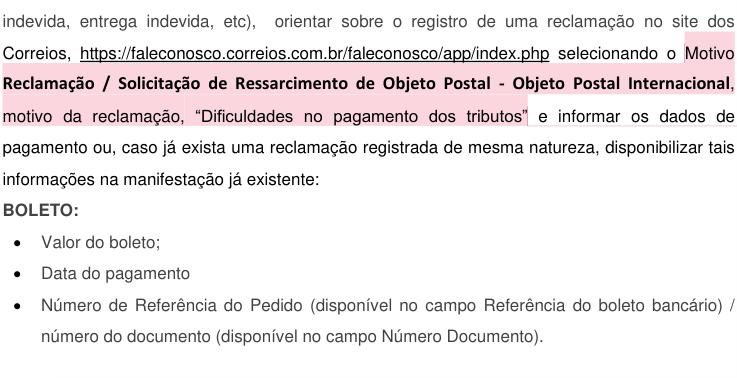 indevida, entrega indevida, etc), orientar sobre o registro de uma reclamação no site dos
Correios, https://faleconosco.correios.com.br/faleconosco/app/index.php selecionando o Motivo
Reclamação / Solicitação de Ressarcimento de Objeto Postal - Objeto Postal Internacional,
motivo da reclamação, “Dificuldades no pagamento dos tributos” e informar os dados de
pagamento ou, caso já exista uma reclamação registrada de mesma natureza, disponibilizar tais
informações na manifestação já existente:
BOLETO:
• Valor do boleto;
• Data do pagamento
• Número de Referência do Pedido (disponível no campo Referência do boleto bancário) /
número do documento (disponível no campo Número Documento).